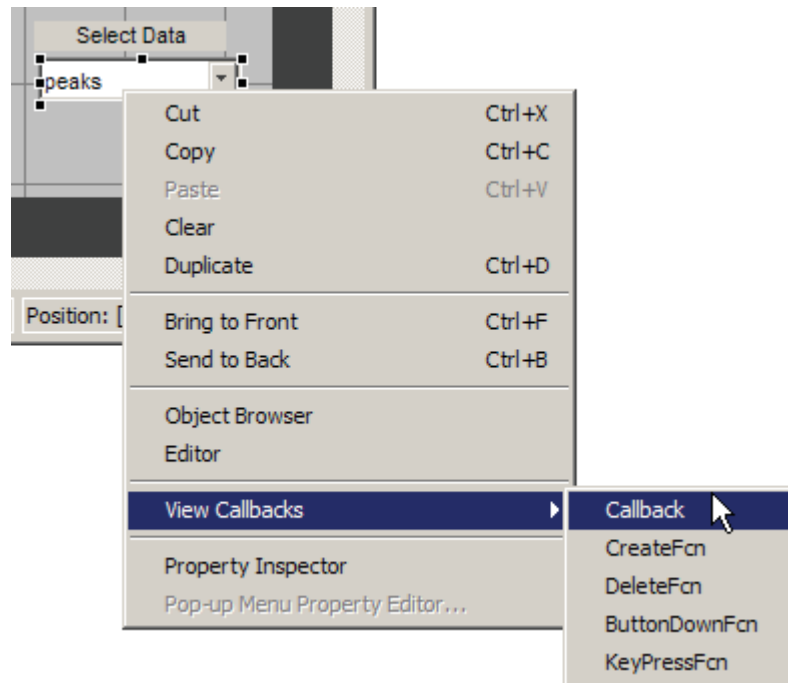 Select Data
peaks
Cut Ctrl+X
Copy Ctrl+C
Paste Ctrl+V
Clear
Duplicate Ctrl+D
Position: [
Bring to Front Ctrl+F
Send to Back Ctrl+B
Object Browser
Editor
View Callbacks
Callback
CreateFcn
Property Inspector
DeleteFcn
Pop-up Menu Property Editor...
ButtonDownFcn
KeyPressFcn